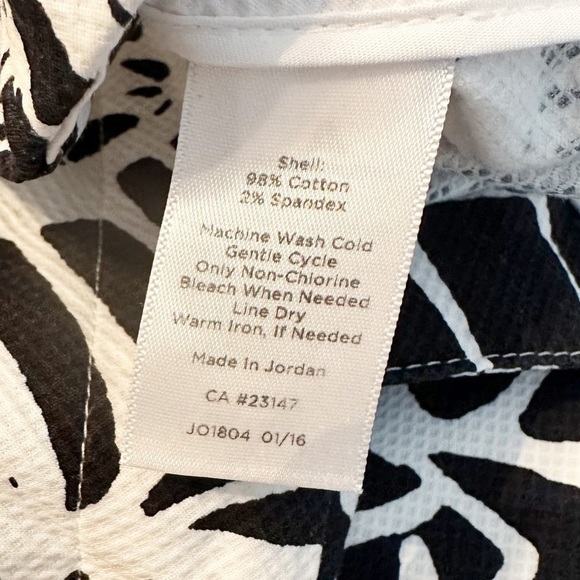 Shell:
98% Cotton
2% Spandex
Machine Wash Cold
Gentle Cycle
Only Non-Chlorine
Bleach When Needed
Line Dry
Warm Iron, If Needed
Made In Jordan
CA #23147
JO1804 01/16